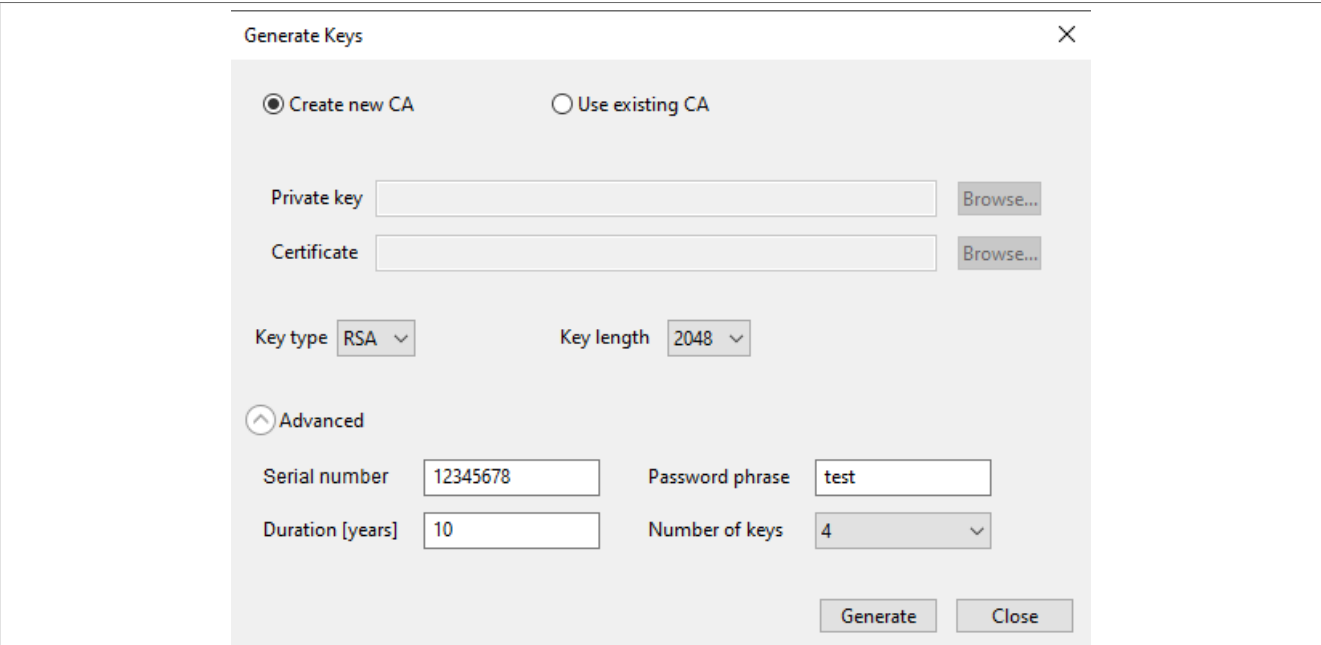 Generate Keys
Create new CA Use existing CA
Private key Browse...
Certificate Browse...
Key type RSA Key length 2048
Advanced
Serial number 12345678 Password phrase test
Duration [years] 10 Number of keys 4
Generate Close